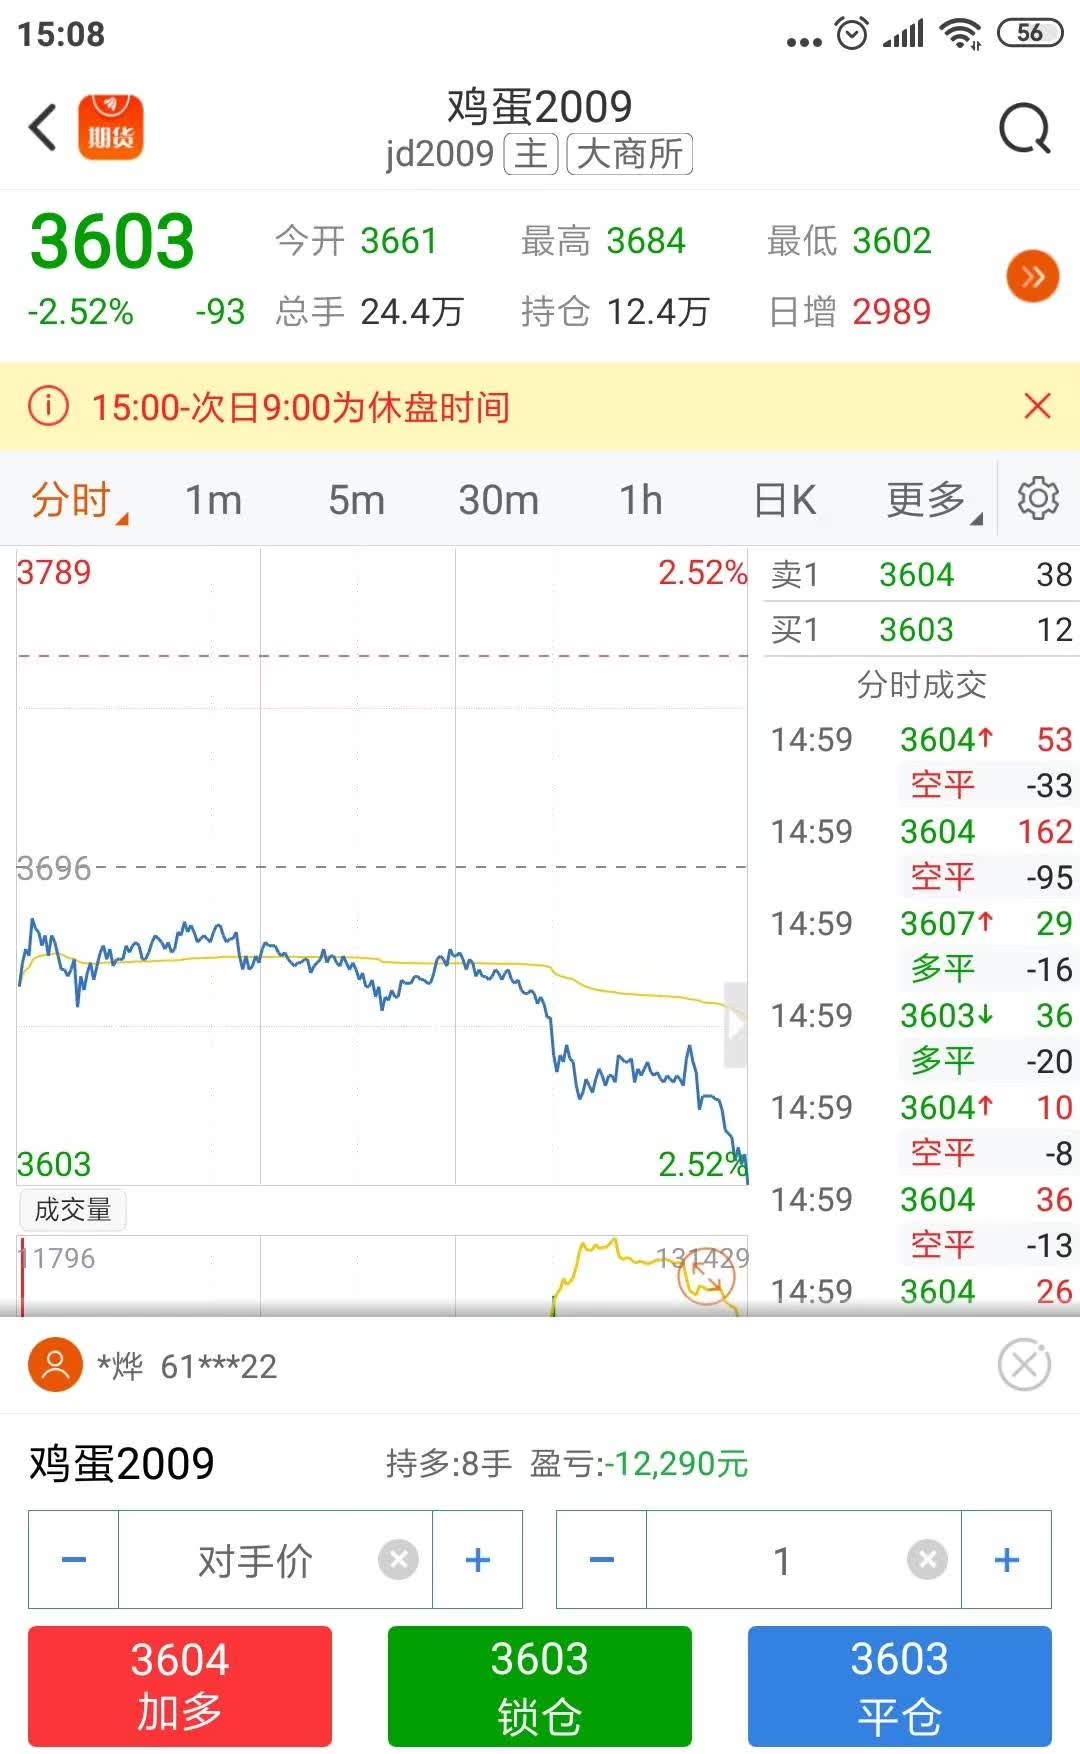 15:08
56
期货
鸡蛋2009
jd2009 主 大商所
3603 今开 3661 最高 3684 最低 3602
-2.52% -93 总手 24.4万 持仓 12.4万 日增 2989
15:00-次日9:00为休盘时间
分时 1m 5m 30m 1h 日K 更多
3789 2.52%
3696
3603 2.52%
成交量
11796 131429
卖1 3604 38
买1 3603 12
分时成交
14:59 3604↑ 53
空平 -33
14:59 3604 162
空平 -95
14:59 3607↑ 29
多平 -16
14:59 3603↓ 36
多平 -20
14:59 3604↑ 10
空平 -8
14:59 3604 36
空平 -13
14:59 3604 26
*烨 61***22
鸡蛋2009 持多:8手 盈亏:-12,290元
− 对手价 + − 1 +
3604 3603 3603
加多 锁仓 平仓